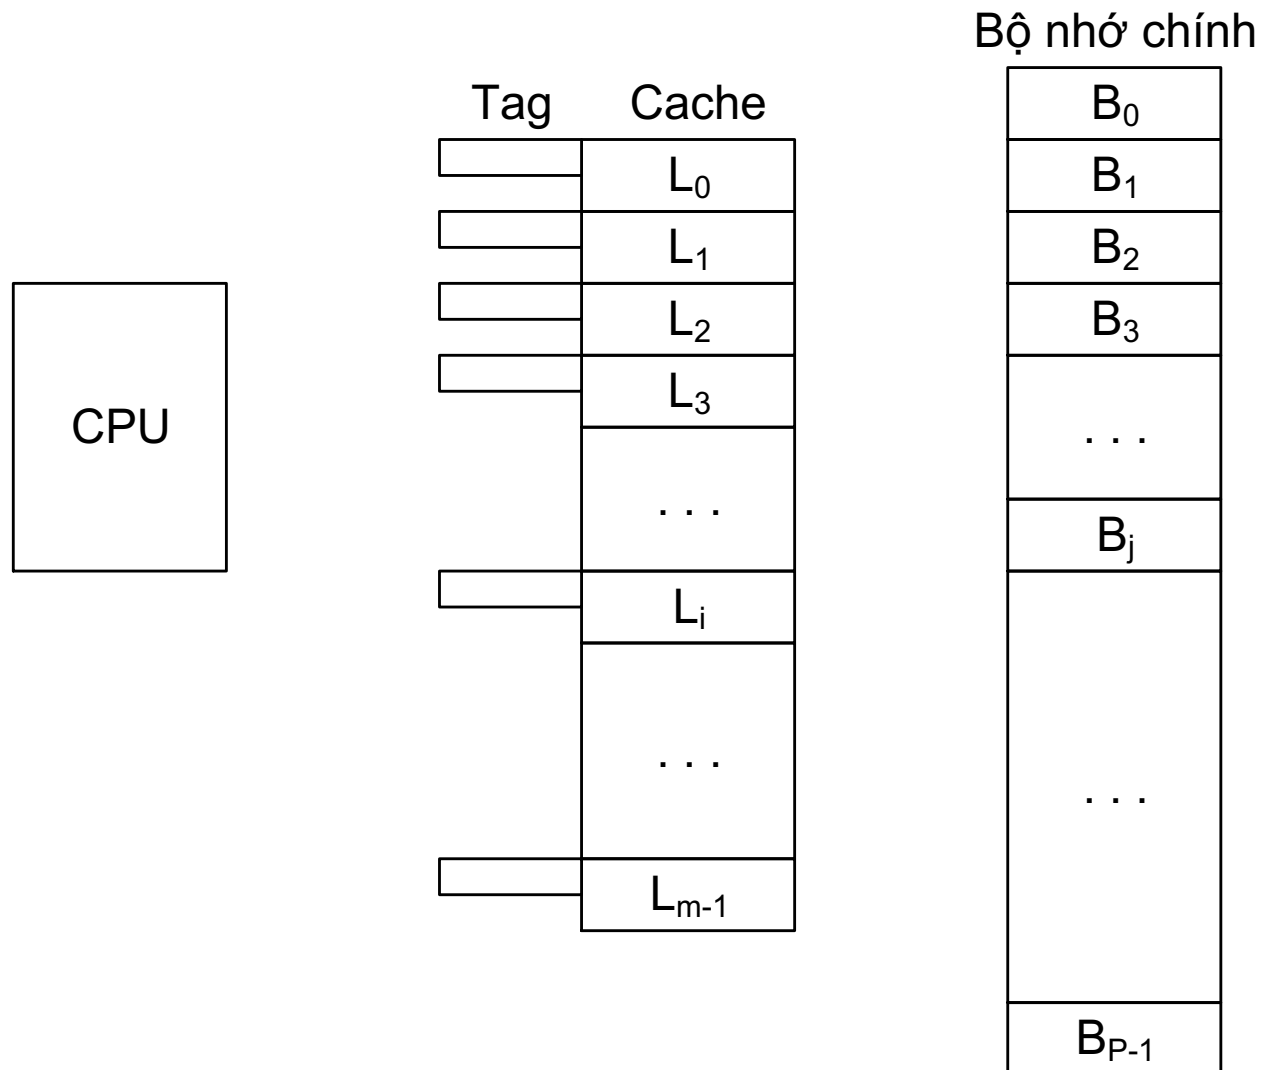 Bộ nhớ chính
Tag Cache
B₀
L₀
B₁
L₁
B₂
L₂
B₃
L₃
CPU
. . .
. . .
Bⱼ
Lᵢ
. . .
. . .
Lₘ₋₁
B_P-1